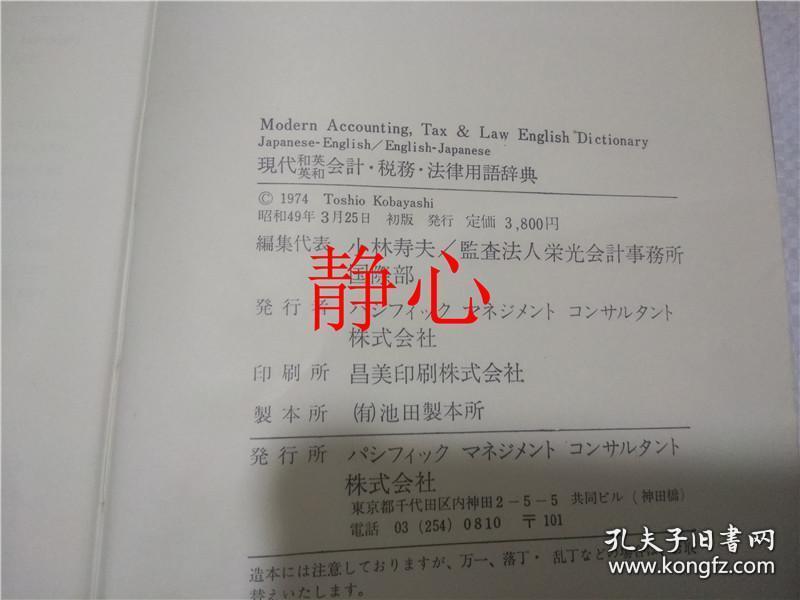 Modern Accounting, Tax & Law English Dictionary
Japanese-English/English-Japanese
現代和英英和会計・税務・法律用語辞典
© 1974 Toshio Kobayashi
昭和49年3月25日 初版 発行 定価 3,800円
編集代表 小林寿夫/監査法人栄光会計事務所
国際部
静心
発行者 パシフィック マネジメント コンサルタント
株式会社
印刷所 昌美印刷株式会社
製本所 ㈲池田製本所
発行所 パシフィック マネジメント コンサルタント
株式会社
東京都千代田区内神田2-5-5 共同ビル(神田橋)
電話 03(254)0810 〒101
造本には注意しておりますが、万一、落丁・乱丁などの
替えいたします。
孔夫子旧书网
www.kongfz.com